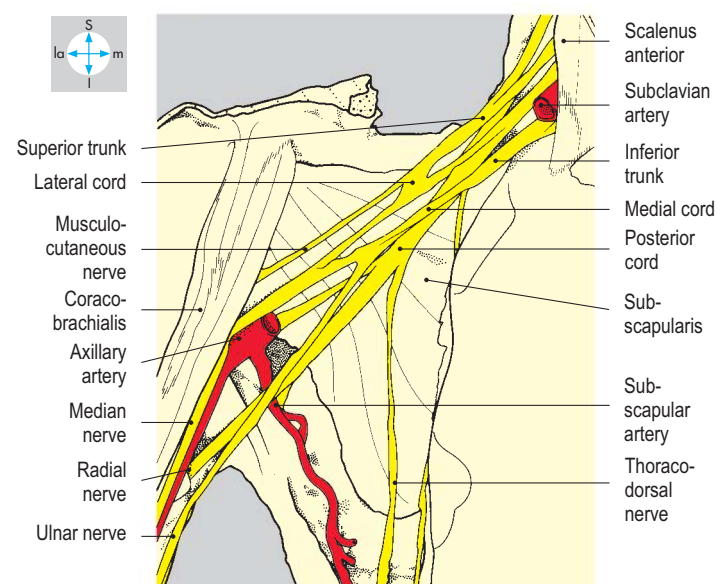 S
la m
I
Superior trunk
Lateral cord
Musculo-
cutaneous
nerve
Coraco-
brachialis
Axillary
artery
Median
nerve
Radial
nerve
Ulnar nerve
Scalenus
anterior
Subclavian
artery
Inferior
trunk
Medial cord
Posterior
cord
Sub-
scapularis
Sub-
scapular
artery
Thoraco-
dorsal
nerve